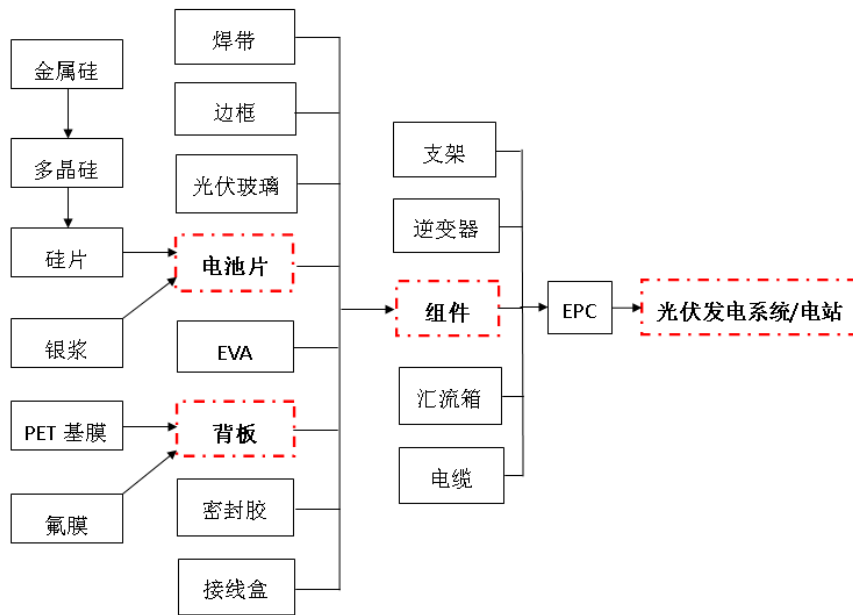 金属硅
多晶硅
硅片
银浆
PET 基膜
氟膜
焊带
边框
光伏玻璃
电池片
EVA
背板
密封胶
接线盒
支架
逆变器
组件
汇流箱
电缆
EPC
光伏发电系统/电站